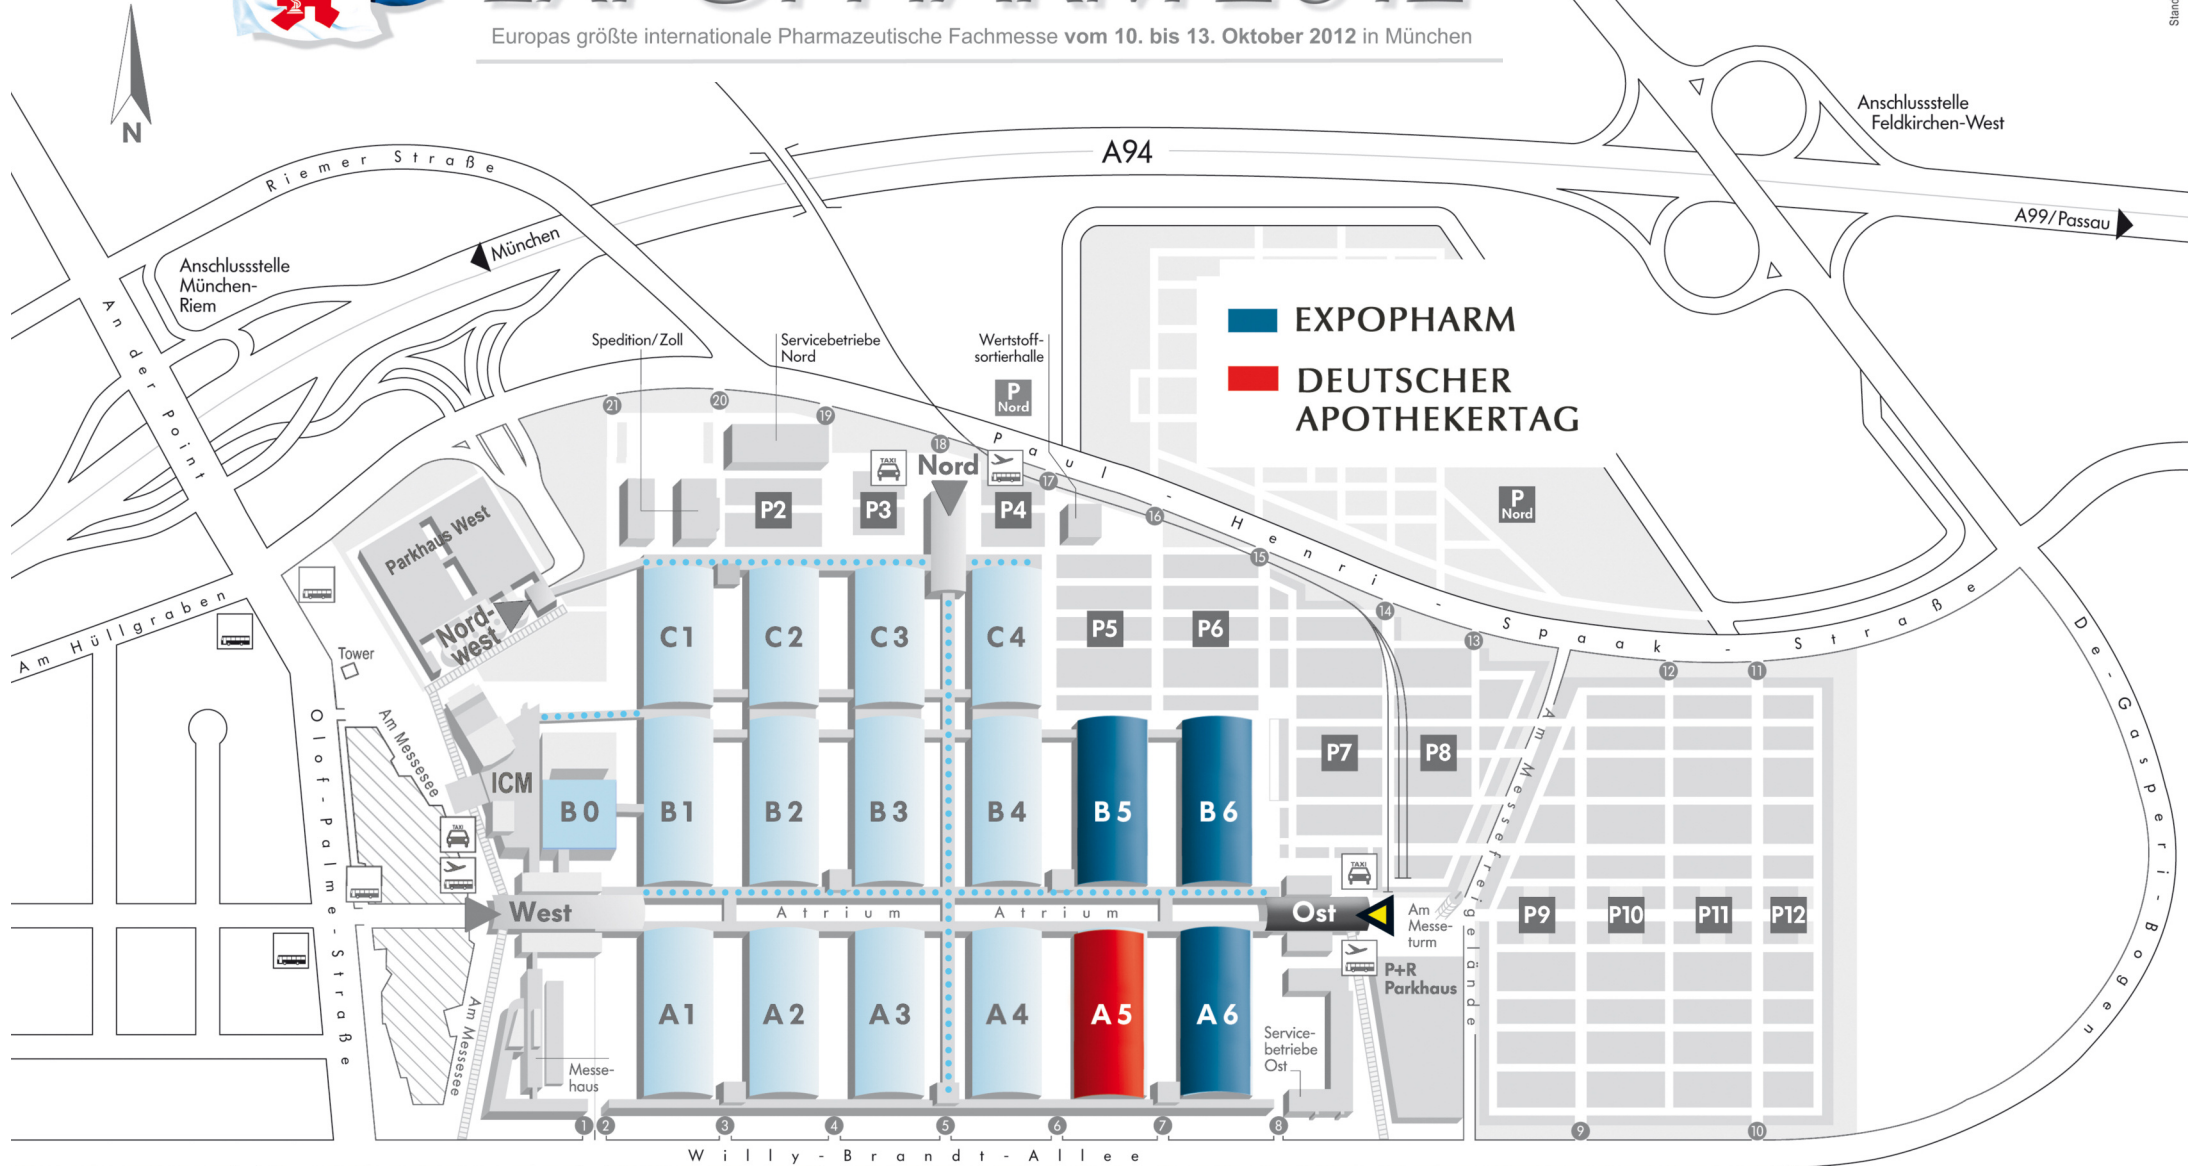 EXPOPHARM 2012
Europas größte internationale Pharmazeutische Fachmesse vom 10. bis 13. Oktober 2012 in München
N
Riemer Straße
A94
Anschlussstelle
Feldkirchen-West
A99/Passau
München
Anschlussstelle
München-
Riem
An der Point
EXPOPHARM
DEUTSCHER
APOTHEKERTAG
Spedition/Zoll
Servicebetriebe
Nord
Wertstoff-
sortierhalle
P
Nord
21
20
19
18
17
16
15
14
13
12
11
Paul-Henri-Spaak-Straße
TAXI
Nord
P2
P3
P4
P
Nord
Parkhaus West
Nord-
west
Am Hüllgraben
Tower
Am Messesee
Olof-Palme-Straße
C1
C2
C3
C4
P5
P6
P7
P8
Am Messefreigelände
De-Gasperi-Bogen
ICM
B0
B1
B2
B3
B4
B5
B6
TAXI
TAXI
West
Atrium
Atrium
Ost
Am
Messe-
turm
P9
P10
P11
P12
P+R
Parkhaus
A1
A2
A3
A4
A5
A6
Am Messesee
Messe-
haus
Service-
betriebe
Ost
1
2
3
4
5
6
7
8
9
10
Willy-Brandt-Allee